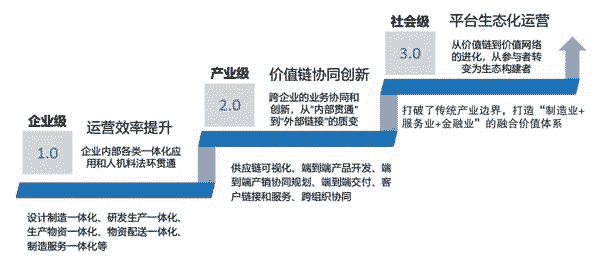 企业级
1.0
运营效率提升
企业内部各类一体化应
用和人机料法环贯通
设计制造一体化、研发生产一体化、
生产物资一体化、物资配送一体化、
制造服务一体化等
产业级
2.0
价值链协同创新
跨企业的业务协同和
创新，从“内部贯通”
到“外部链接”的质变
供应链可视化、端到端产品开发、端
到端产销协同规划、端到端交付、客
户链接和服务、跨组织协同
社会级
3.0
平台生态化运营
从价值链到价值网络
的进化，从参与者转
变为生态构建者
打破了传统产业边界，打造“制造业+
服务业+金融业”的融合价值体系